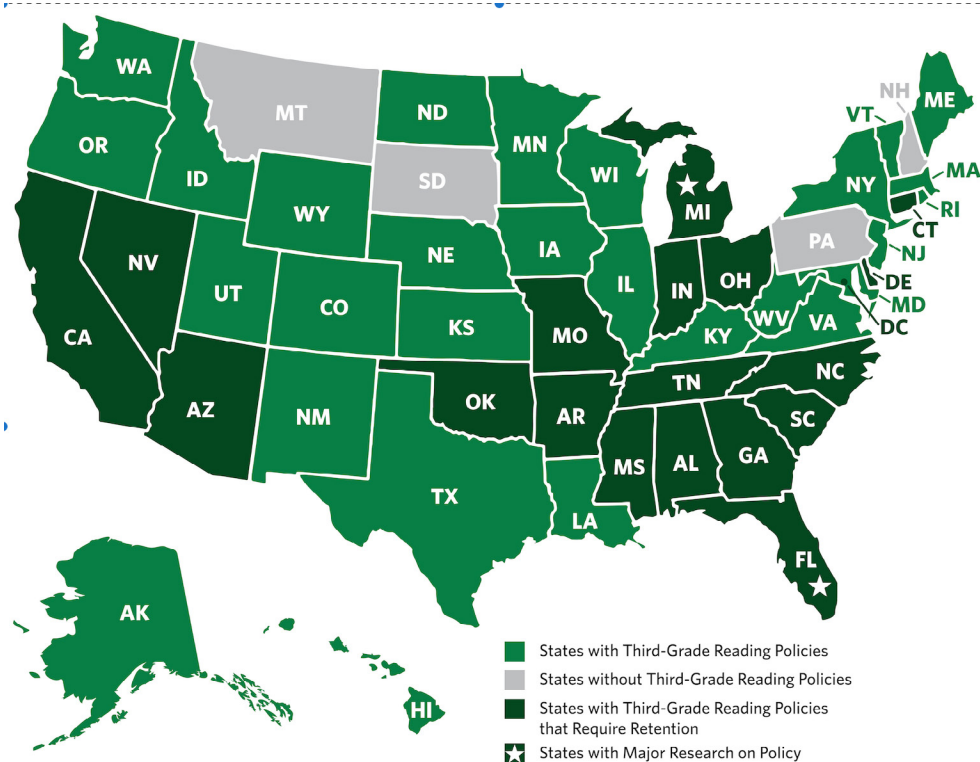 WA
MT
ND
MN
OR
ID
SD
WI
WY
MI
NH
ME
VT
MA
NY
RI
CT
NJ
PA
NV
NE
IA
UT
CO
IL
IN
OH
DE
MD
DC
WV
VA
CA
KS
MO
KY
NC
AZ
NM
OK
AR
TN
SC
MS
AL
GA
TX
LA
FL
AK
HI
States with Third-Grade Reading Policies
States without Third-Grade Reading Policies
States with Third-Grade Reading Policies
that Require Retention
States with Major Research on Policy